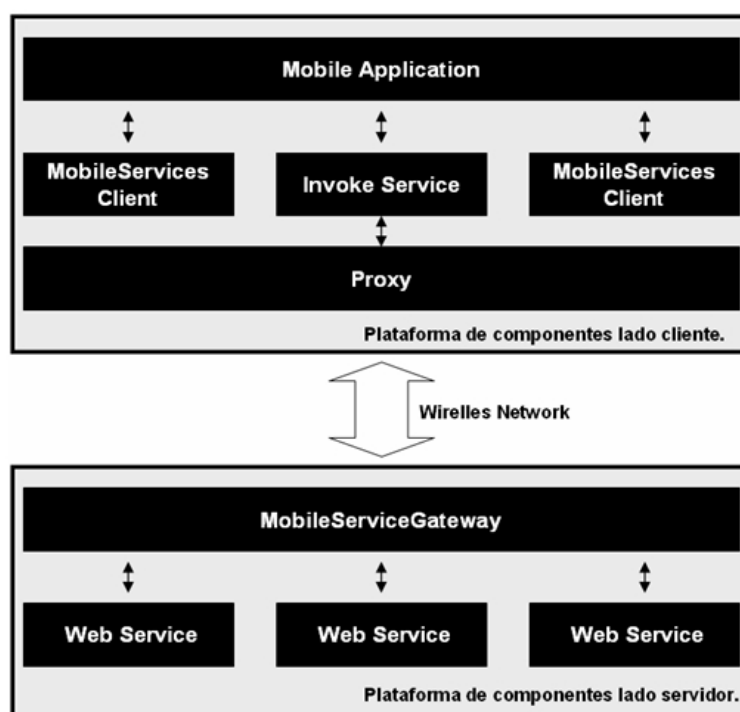 Mobile Application
MobileServices
Client
Invoke Service
MobileServices
Client
Proxy
Plataforma de componentes lado cliente.
Wirelles Network
MobileServiceGateway
Web Service
Web Service
Web Service
Plataforma de componentes lado servidor.